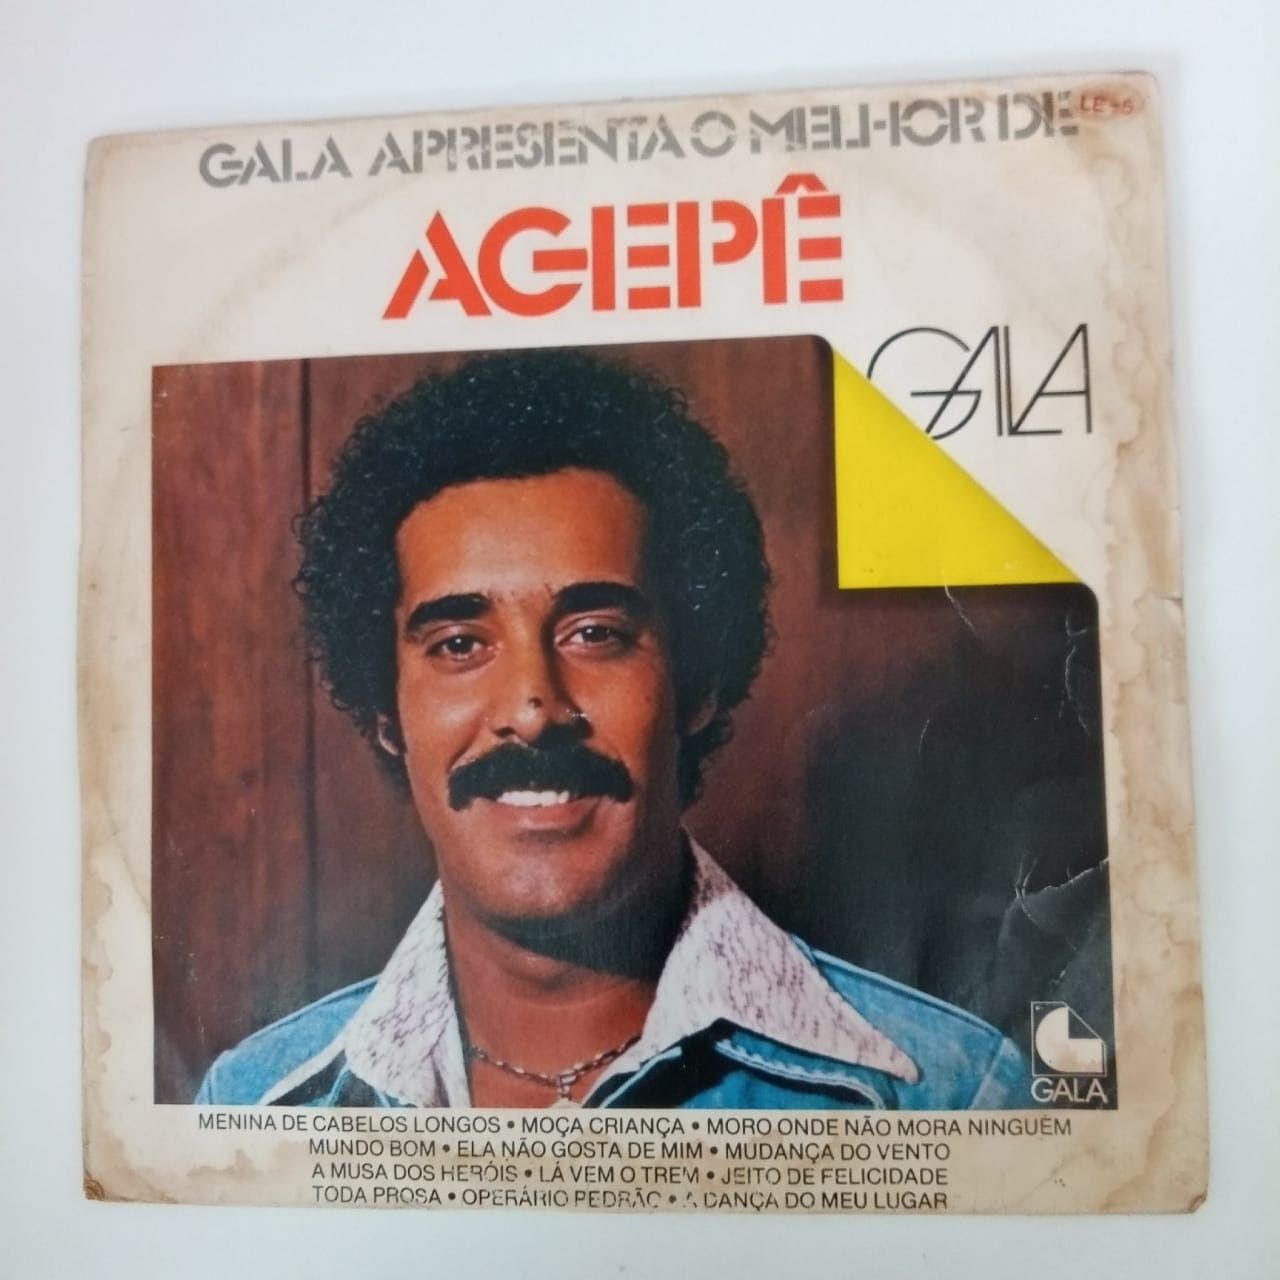 GALA APRESENTA O MELHOR DE
AGEPÊ
GALA
GALA
MENINA DE CABELOS LONGOS • MOÇA CRIANÇA • MORO ONDE NÃO MORA NINGUÉM
MUNDO BOM • ELA NÃO GOSTA DE MIM • MUDANÇA DO VENTO
A MUSA DOS HERÓIS • LÁ VEM O TREM • JEITO DE FELICIDADE
TODA PROSA • OPERÁRIO PEDRÃO • A DANÇA DO MEU LUGAR